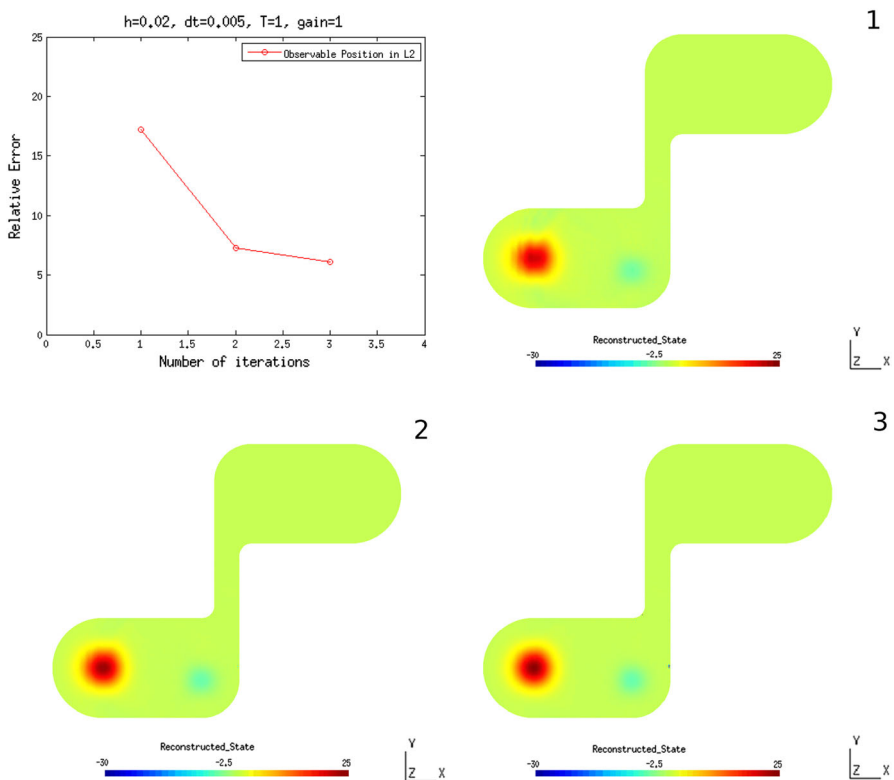 h=0.02, dt=0.005, T=1, gain=1
1
25
Observable Position in L2
20
15
10
5
0
Relative Error
0 0.5 1 1.5 2 2.5 3 3.5 4
Number of iterations
Reconstructed_State
-30 -2.5 25
Y
Z X
2
3
Reconstructed_State
-30 -2.5 25
Y
Z X
Reconstructed_State
-30 -2.5 25
Y
Z X